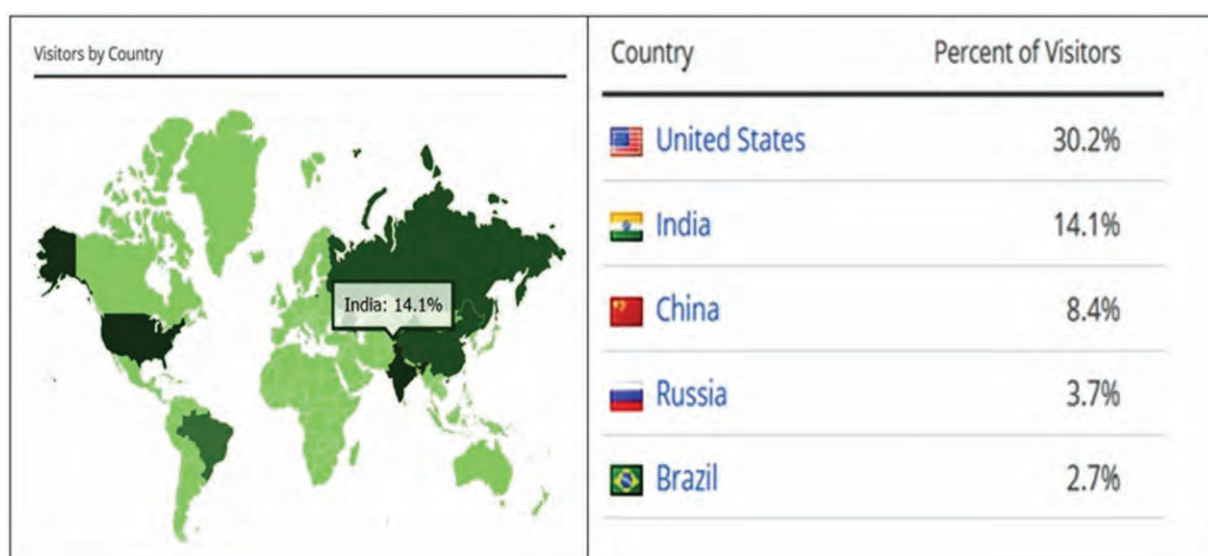 Visitors by Country
India: 14.1%
Country Percent of Visitors
United States 30.2%
India 14.1%
China 8.4%
Russia 3.7%
Brazil 2.7%